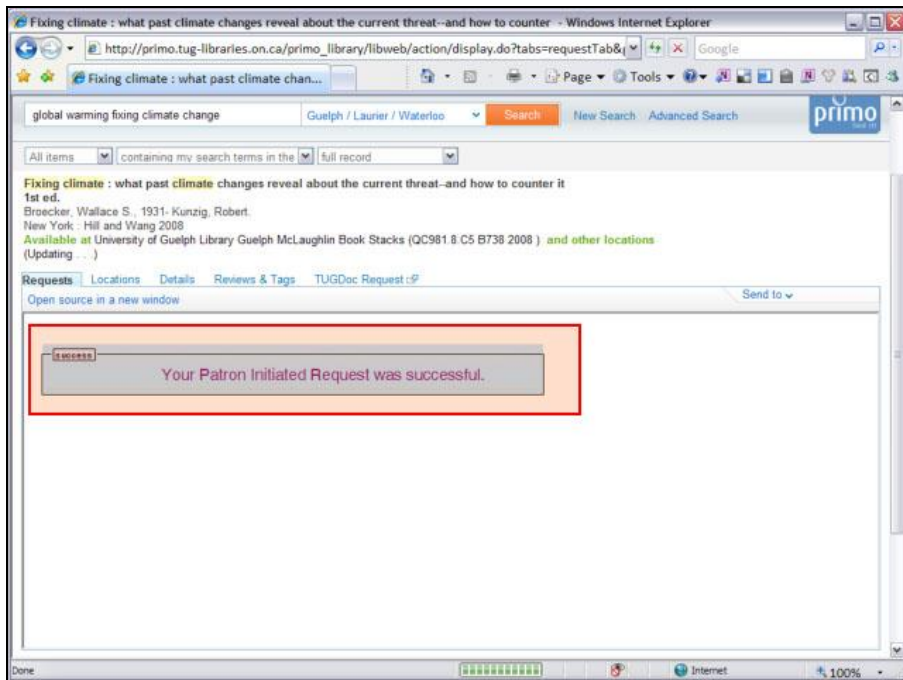 Fixing climate : what past climate changes reveal about the current threat--and how to counter - Windows Internet Explorer
http://primo.tug-libraries.on.ca/primo_library/libweb/action/display.do?tabs=requestTab&
Google
Fixing climate : what past climate chan...
Page
Tools
global warming fixing climate change
Guelph / Laurier / Waterloo
Search
New Search
Advanced Search
primo
All items
containing my search terms in the
full record
Fixing climate : what past climate changes reveal about the current threat--and how to counter it
1st ed.
Broecker, Wallace S., 1931- Kunzig, Robert.
New York : Hill and Wang 2008
Available at University of Guelph Library Guelph McLaughlin Book Stacks (QC981.8.C5 B738 2008 ) and other locations
(Updating . . .)
Requests Locations Details Reviews & Tags TUGDoc Request
Open source in a new window
Send to
success
Your Patron Initiated Request was successful.
Done
Internet
100%